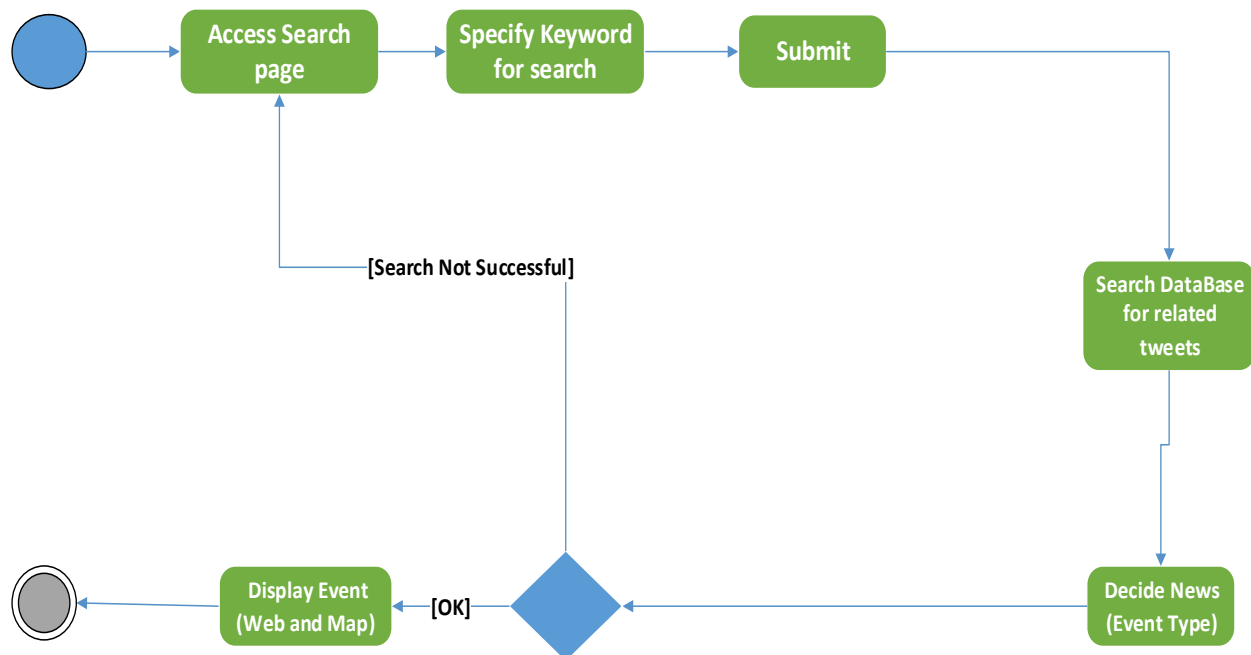 Access Search
page
Specify Keyword
for search
Submit
[Search Not Successful]
Search DataBase
for related
tweets
Display Event
(Web and Map)
[OK]
Decide News
(Event Type)